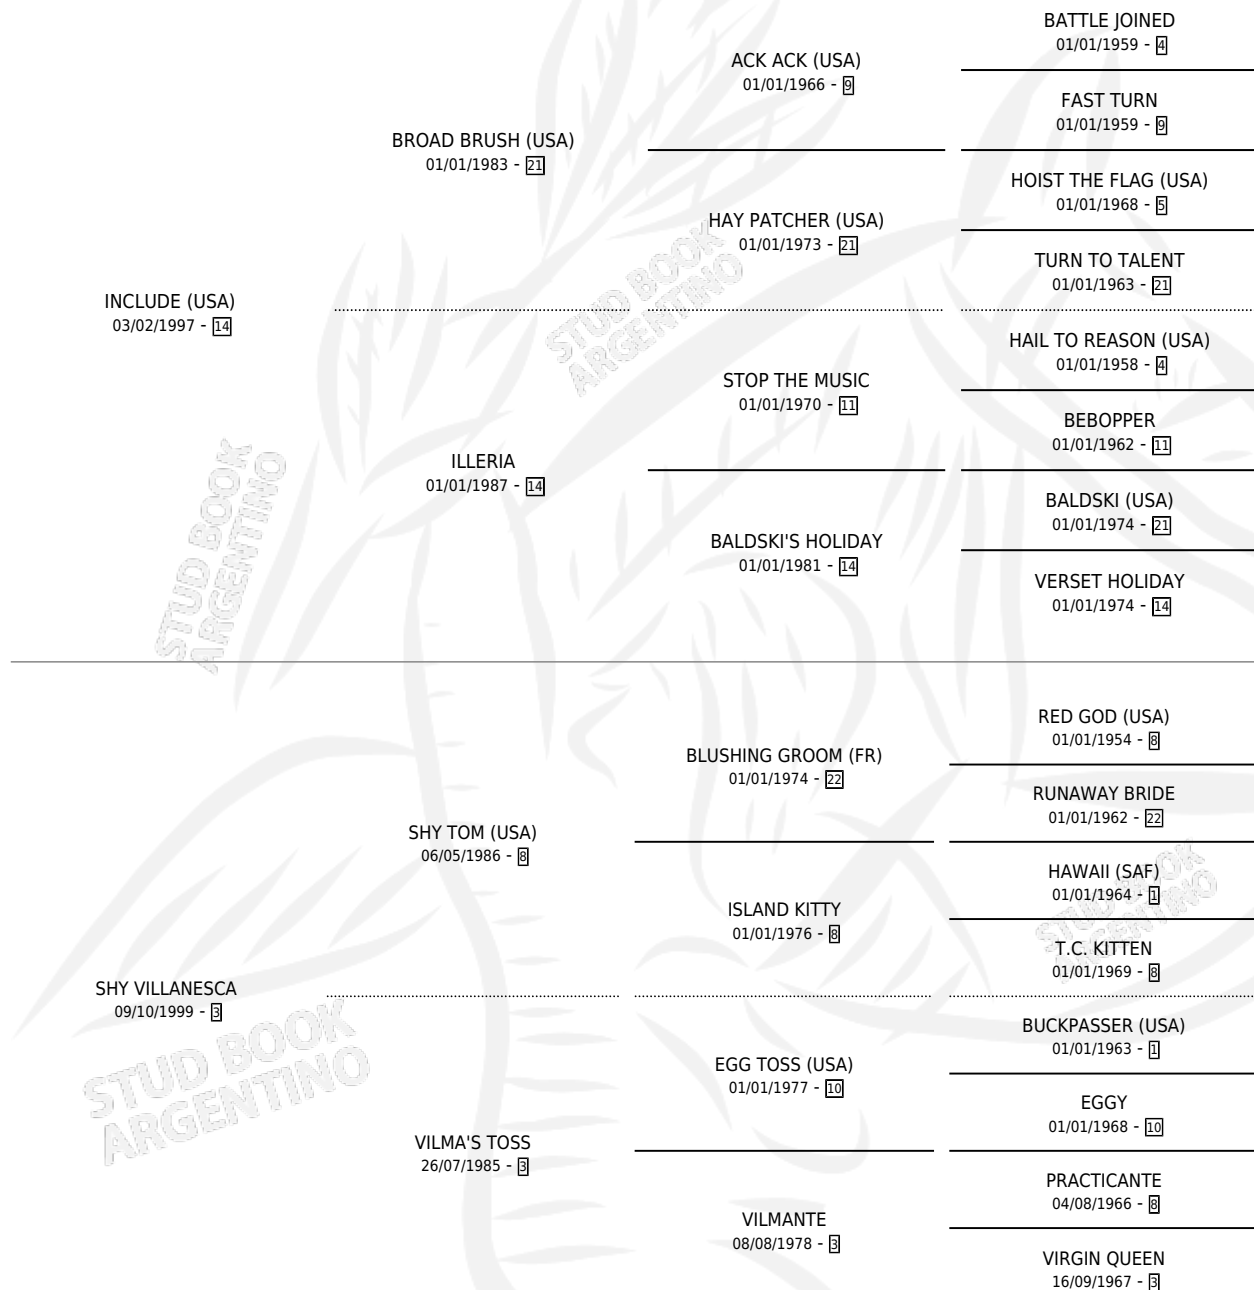 BATTLE JOINED
01/01/1959 - 4
ACK ACK (USA)
01/01/1966 - 9
FAST TURN
01/01/1959 - 9
BROAD BRUSH (USA)
01/01/1983 - 21
HOIST THE FLAG (USA)
01/01/1968 - 5
HAY PATCHER (USA)
01/01/1973 - 21
TURN TO TALENT
01/01/1963 - 21
INCLUDE (USA)
03/02/1997 - 14
STUD BOOK
ARGENTINO
HAIL TO REASON (USA)
01/01/1958 - 4
STOP THE MUSIC
01/01/1970 - 11
BEBOPPER
01/01/1962 - 11
ILLERIA
01/01/1987 - 14
BALDSKI (USA)
01/01/1974 - 21
BALDSKI'S HOLIDAY
01/01/1981 - 14
VERSET HOLIDAY
01/01/1974 - 14
STUD BOOK
ARGENTINO
RED GOD (USA)
01/01/1954 - 8
BLUSHING GROOM (FR)
01/01/1974 - 22
RUNAWAY BRIDE
01/01/1962 - 22
SHY TOM (USA)
06/05/1986 - 8
HAWAII (SAF)
01/01/1964 - 1
ISLAND KITTY
01/01/1976 - 8
STUD BOOK
ARGENTINO
T.C. KITTEN
01/01/1969 - 8
SHY VILLANESCA
09/10/1999 - 3
BUCKPASSER (USA)
01/01/1963 - 1
EGG TOSS (USA)
01/01/1977 - 10
EGGY
01/01/1968 - 10
STUD BOOK
ARGENTINO
VILMA'S TOSS
26/07/1985 - 3
PRACTICANTE
04/08/1966 - 8
VILMANTE
08/08/1978 - 3
VIRGIN QUEEN
16/09/1967 - 3